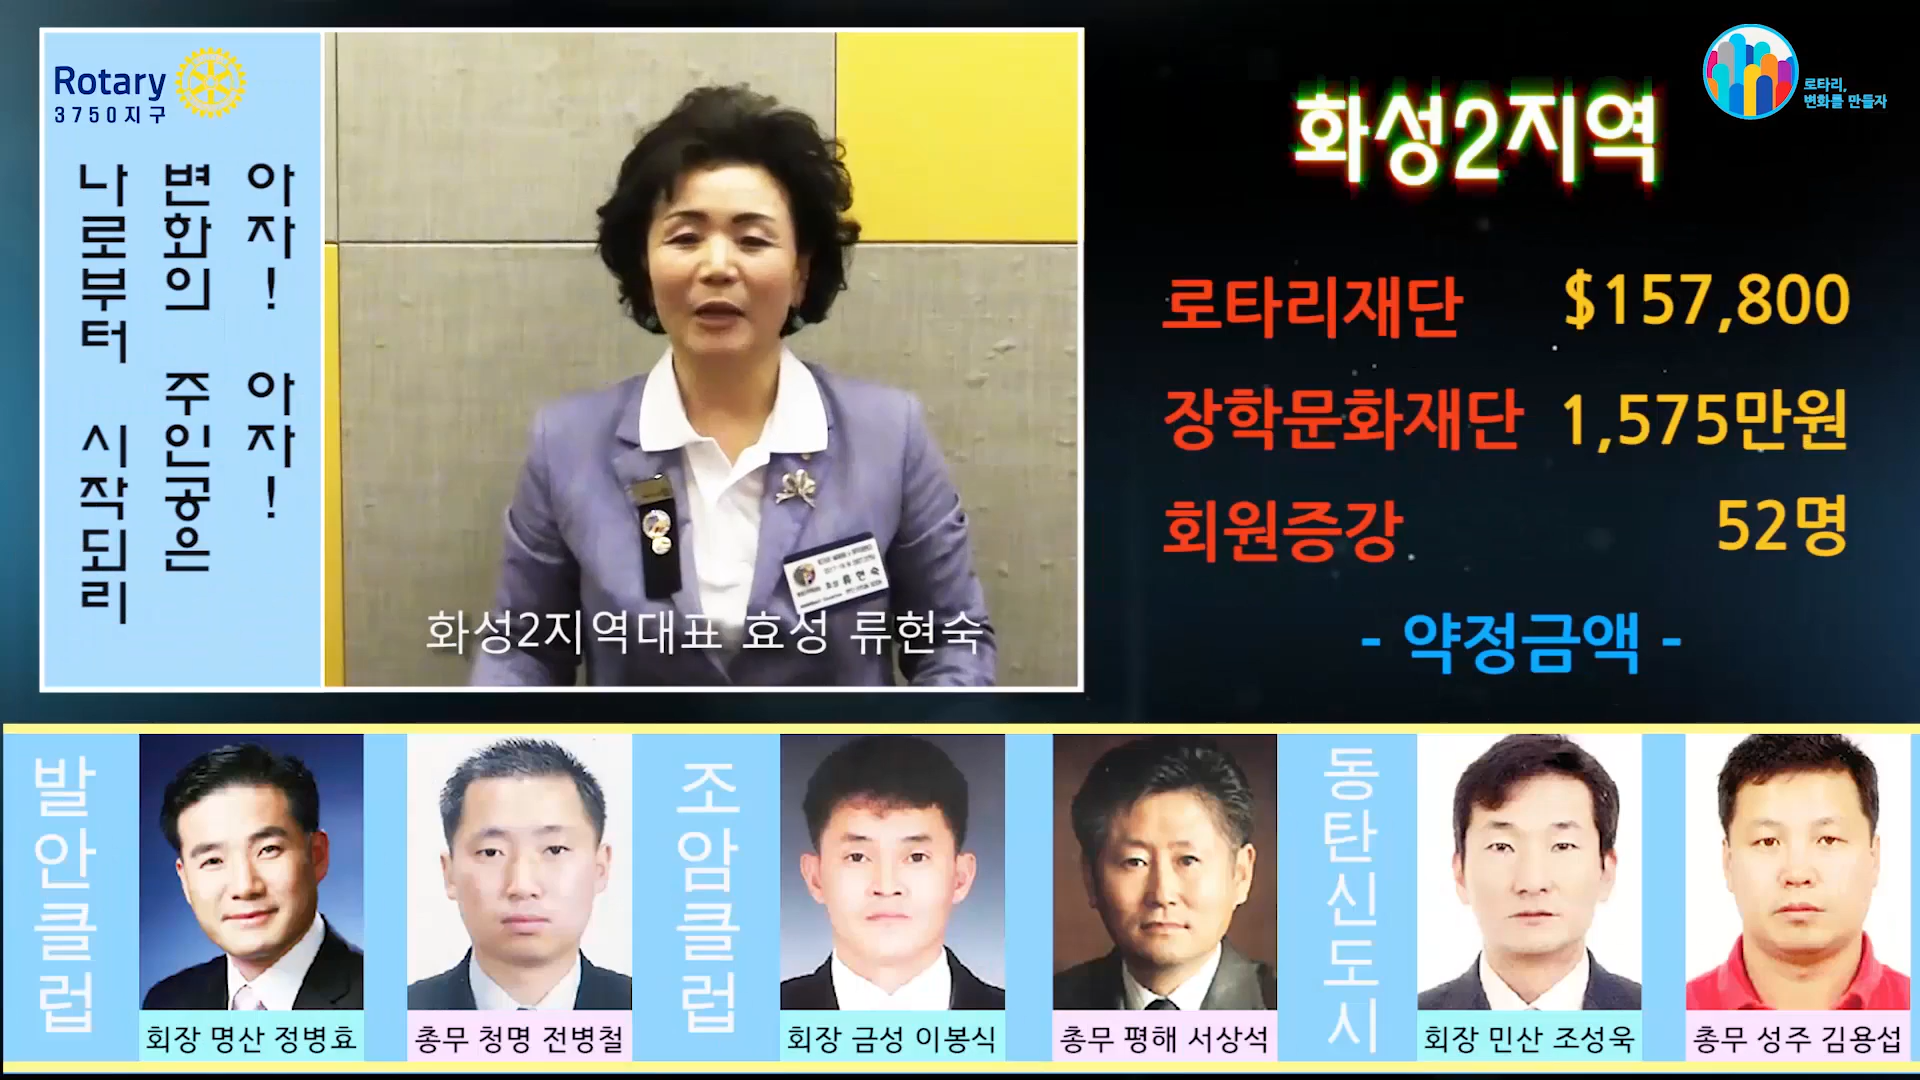 Rotary
3750지구
아자! 아자!
변화의 주인공은
나로부터 시작되리
화성2지역대표 효성 류현숙
류현숙
로타리,
변화를 만들자
화성2지역
로타리재단 $157,800
장학문화재단 1,575만원
회원증강 52명
- 약정금액 -
발안클럽
회장 명산 정병효
총무 청명 전병철
조암클럽
회장 금성 이봉식
총무 평해 서상석
동탄신도시
회장 민산 조성욱
총무 성주 김용섭